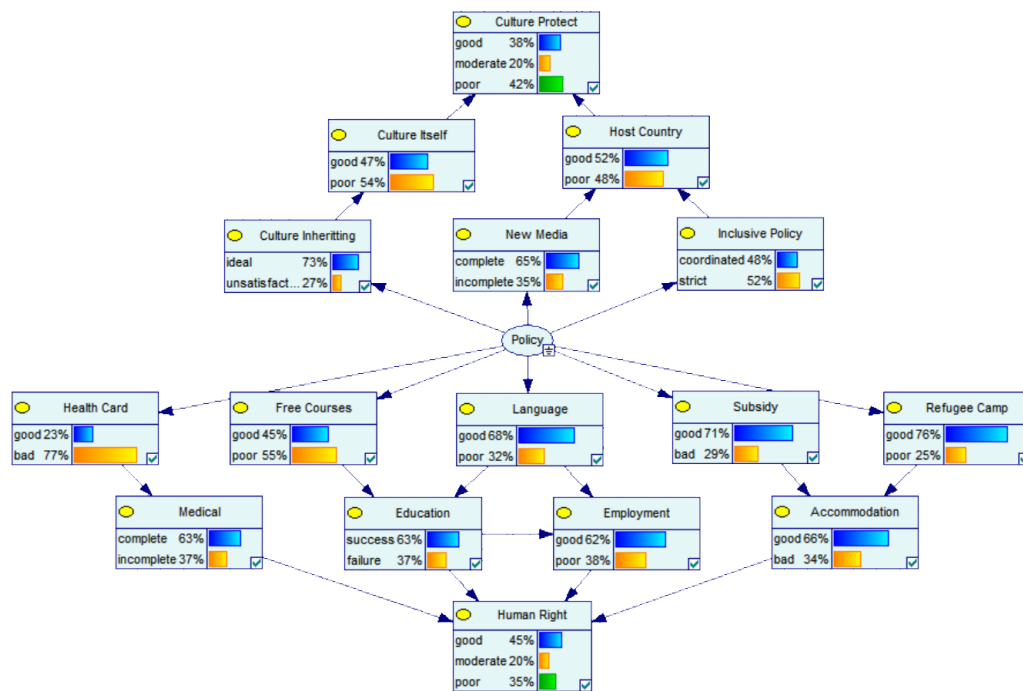 Culture Protect
good 38%
moderate 20%
poor 42%
Culture Itself
good 47%
poor 54%
Host Country
good 52%
poor 48%
Culture Inheritting
ideal 73%
unsatisfact... 27%
New Media
complete 65%
incomplete 35%
Inclusive Policy
coordinated 48%
strict 52%
Policy
Health Card
good 23%
bad 77%
Free Courses
good 45%
poor 55%
Language
good 68%
poor 32%
Subsidy
good 71%
bad 29%
Refugee Camp
good 76%
poor 25%
Medical
complete 63%
incomplete 37%
Education
success 63%
failure 37%
Employment
good 62%
poor 38%
Accommodation
good 66%
bad 34%
Human Right
good 45%
moderate 20%
poor 35%